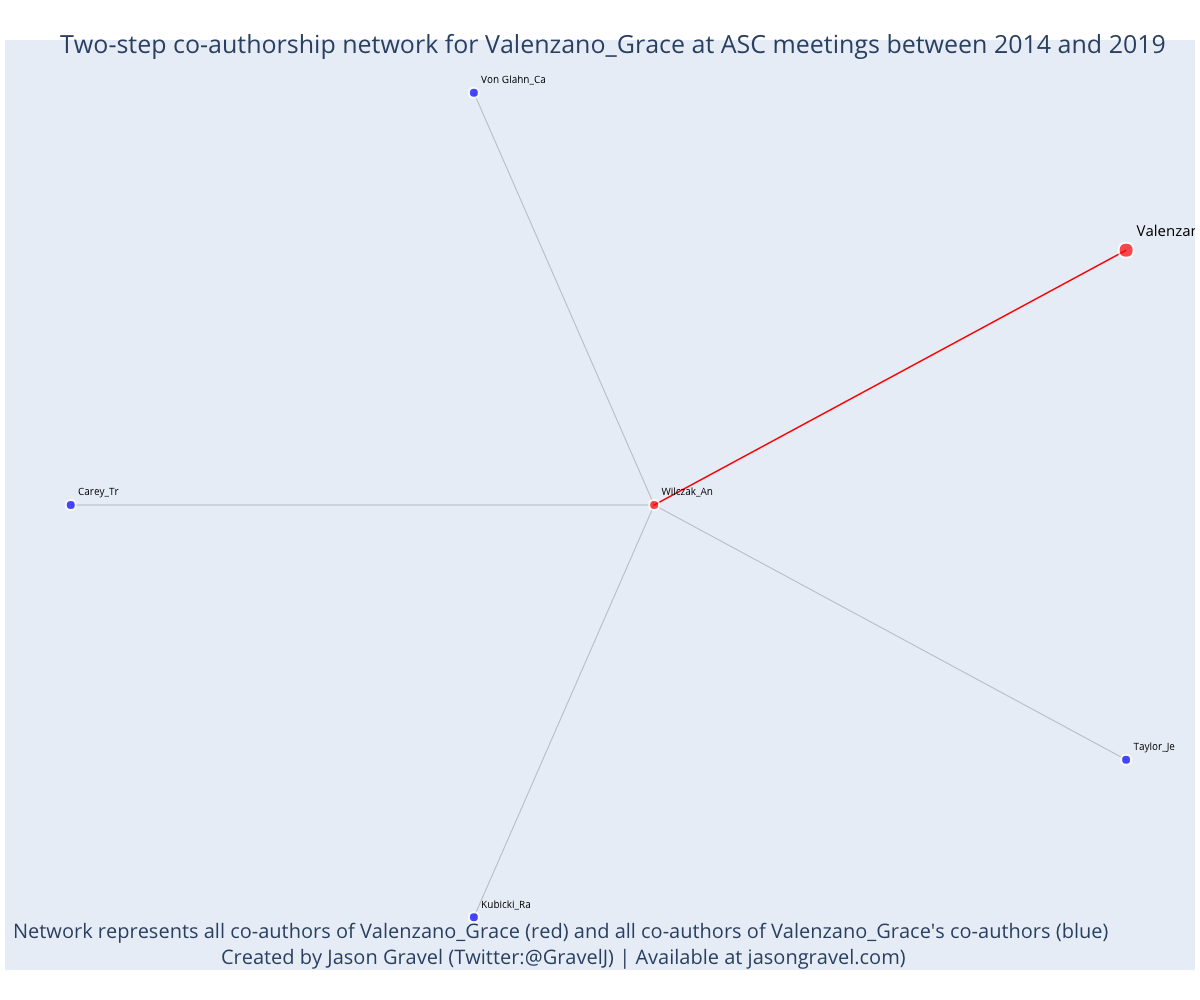 Two-step co-authorship network for Valenzano_Grace at ASC meetings between 2014 and 2019
Von Glahn_Ca
Valenzar
Carey_Tr
Wilczak_An
Taylor_Je
Kubicki_Ra
Network represents all co-authors of Valenzano_Grace (red) and all co-authors of Valenzano_Grace's co-authors (blue)
Created by Jason Gravel (Twitter:@GravelJ) | Available at jasongravel.com)